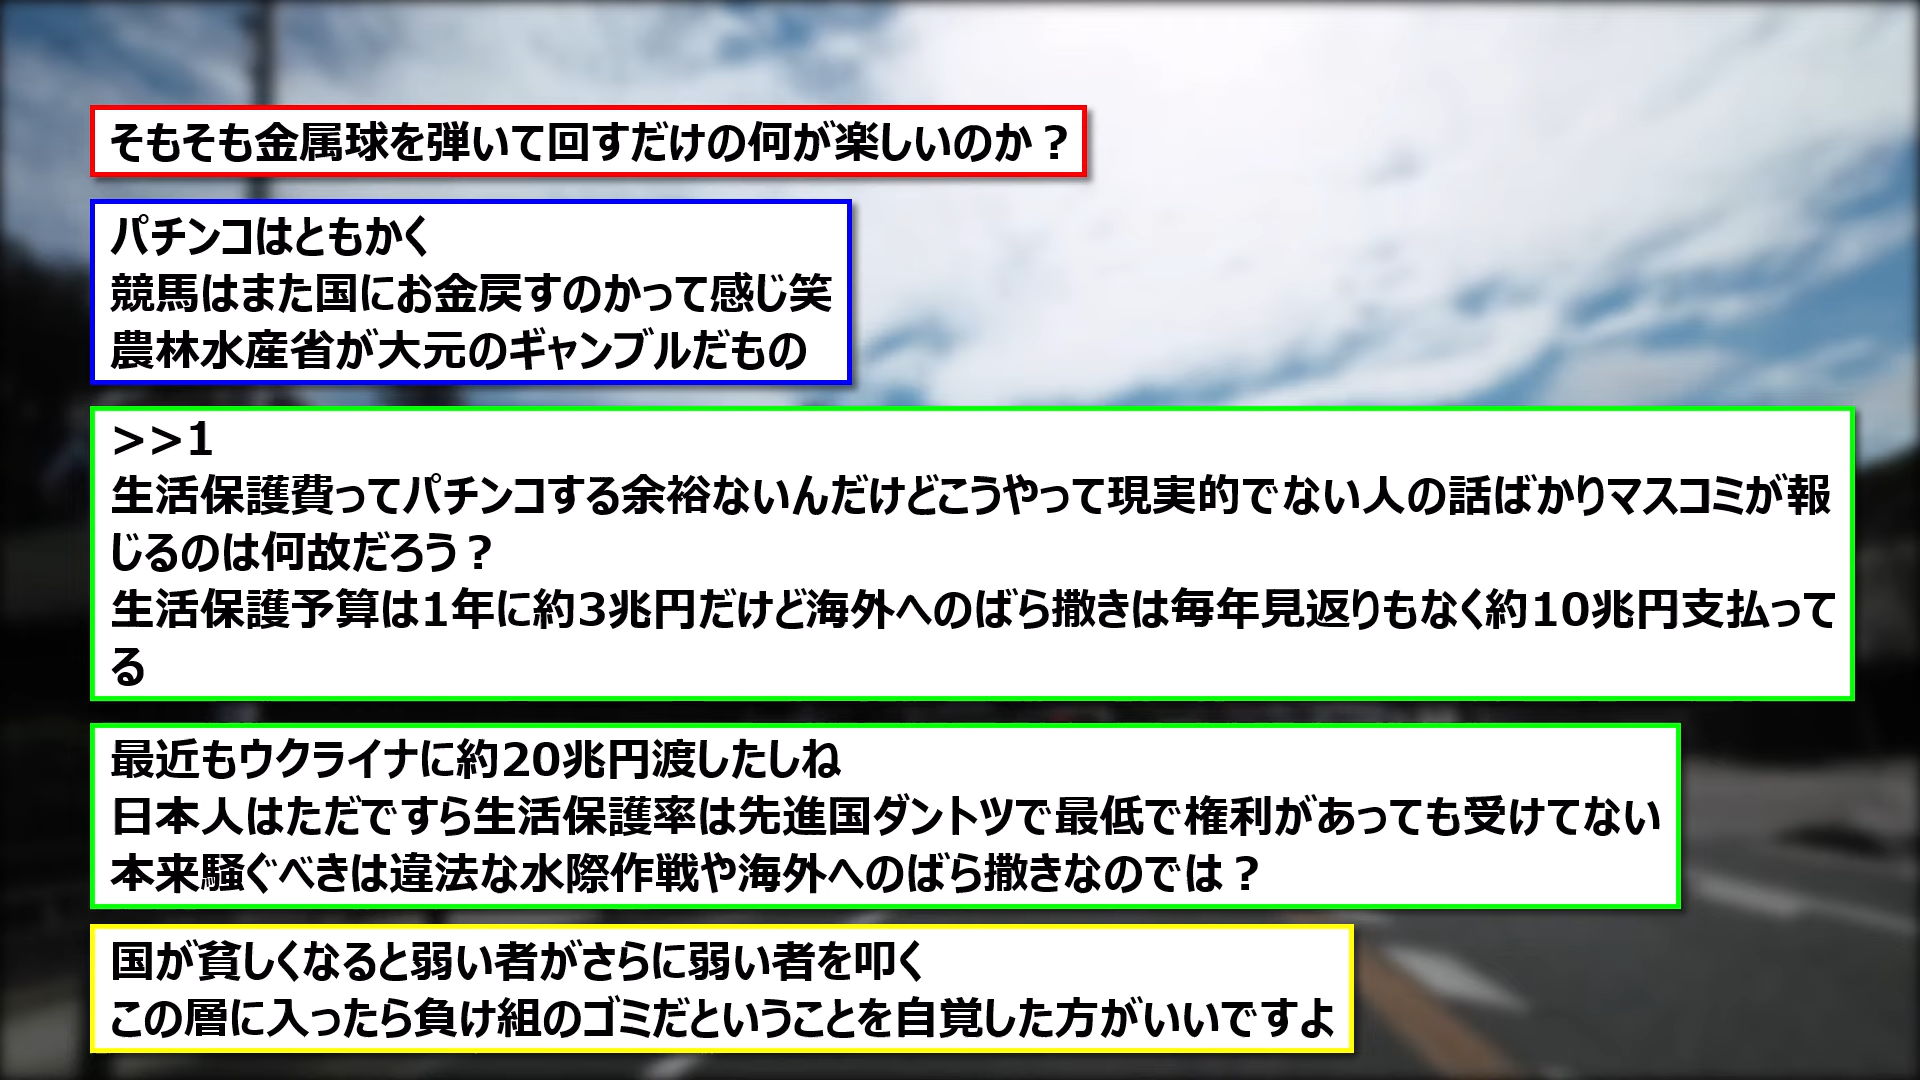 そもそも金属球を弾いて回すだけの何が楽しいのか？
パチンコはともかく
競馬はまた国にお金戻すのかって感じ笑
農林水産省が大元のギャンブルだもの
>>1
生活保護費ってパチンコする余裕ないんだけどこうやって現実的でない人の話ばかりマスコミが報
じるのは何故だろう？
生活保護予算は1年に約3兆円だけど海外へのばら撒きは毎年見返りもなく約10兆円支払って
る
最近もウクライナに約20兆円渡したしね
日本人はただですら生活保護率は先進国ダントツで最低で権利があっても受けてない
本来騒ぐべきは違法な水際作戦や海外へのばら撒きなのでは？
国が貧しくなると弱い者がさらに弱い者を叩く
この層に入ったら負け組のゴミだということを自覚した方がいいですよ